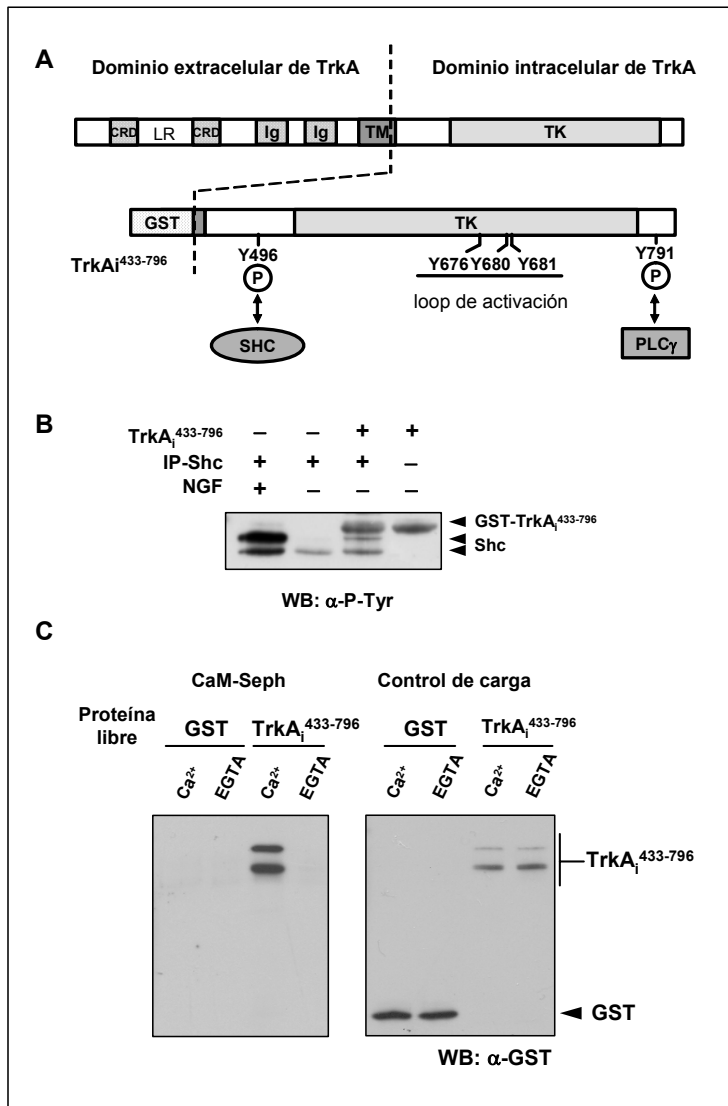 A
Dominio extracelular de TrkA
Dominio intracelular de TrkA
CRD LR CRD Ig Ig TM TK
GST TK
TrkAi433-796
Y496 Y676 Y680 Y681 Y791
P P
loop de activación
SHC PLCγ
B
TrkAi433-796 – – + +
IP-Shc + + + –
NGF + – – –
GST-TrkAi433-796
Shc
WB: α-P-Tyr
C
CaM-Seph Control de carga
Proteína libre
GST TrkAi433-796 GST TrkAi433-796
Ca2+ EGTA Ca2+ EGTA Ca2+ EGTA Ca2+ EGTA
TrkAi433-796
GST
WB: α-GST